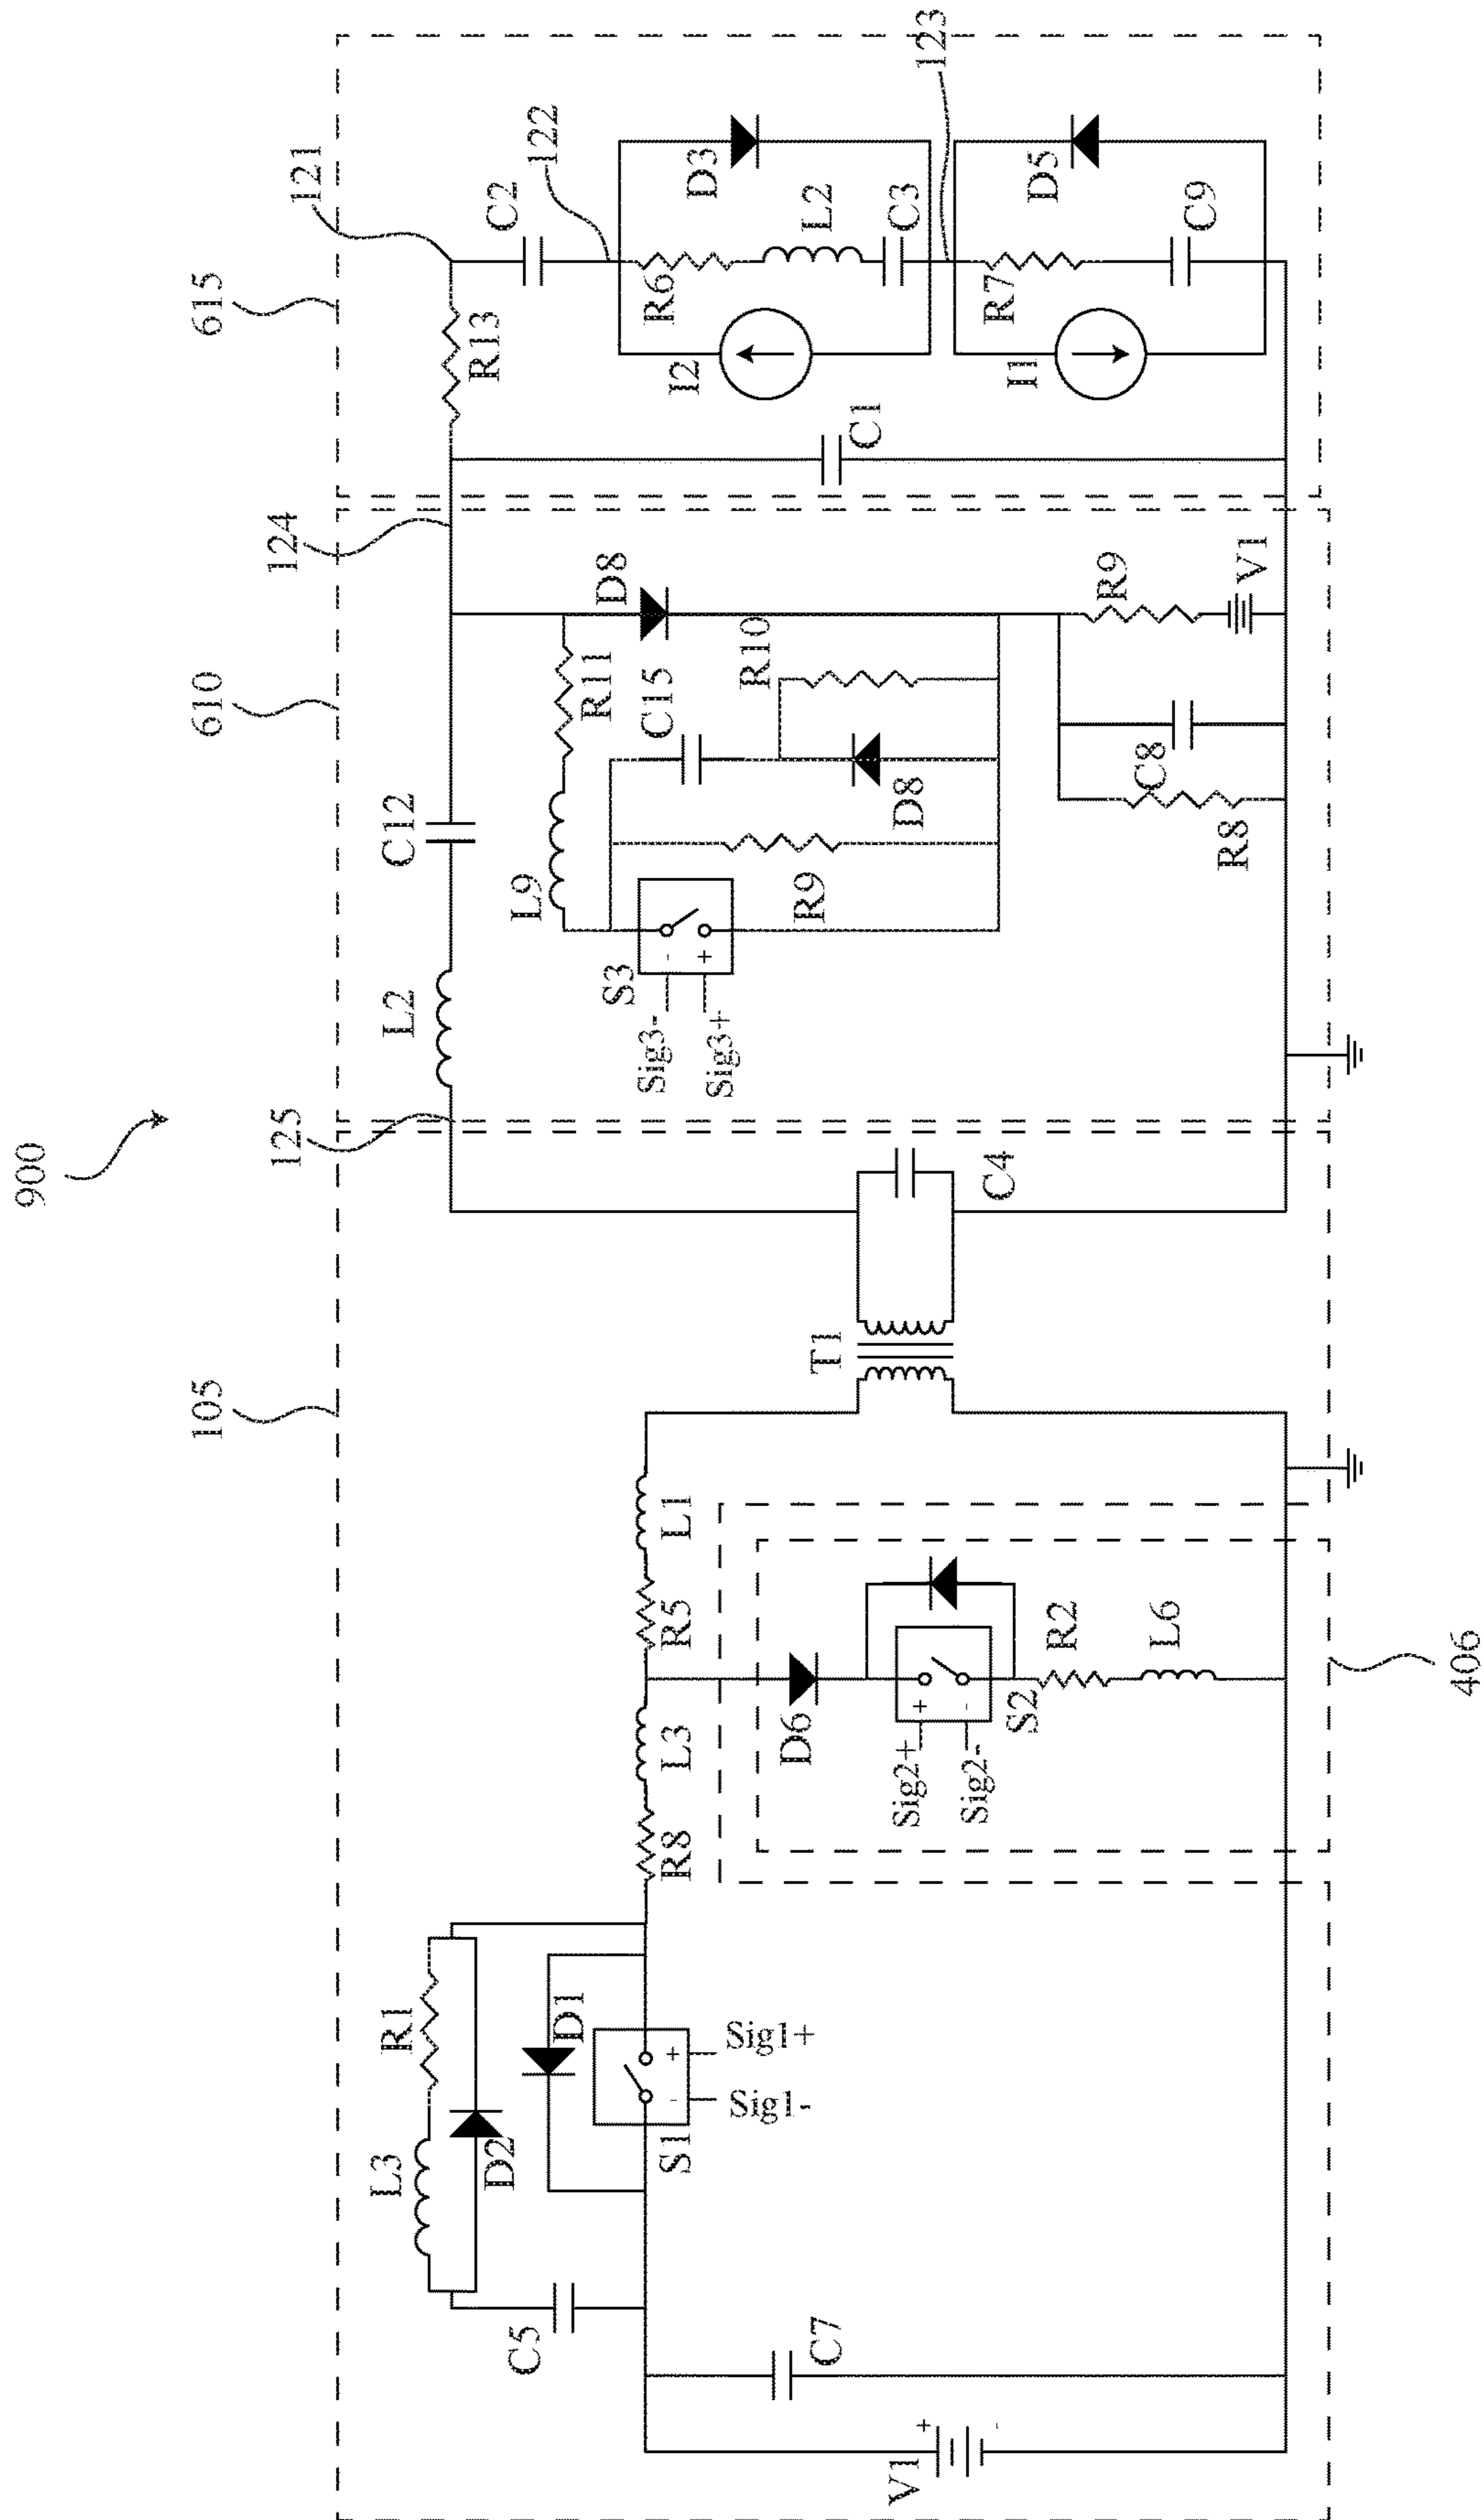 900
105
610
615
125
124
121
122
123
406
V1
C7
C5
L3
R1
D2
D1
S1
Sig1-
Sig1+
R8
L3
R5
L1
D6
Sig2+
Sig2-
+
-
S2
R2
L6
T1
C4
L2
C12
L9
R11
D8
S3
Sig3-
Sig3+
-
+
R9
C15
D8
R10
R8
C8
R9
V1
C1
R13
C2
I2
R6
L2
C3
D3
I1
R7
C9
D5
+
-
-
+